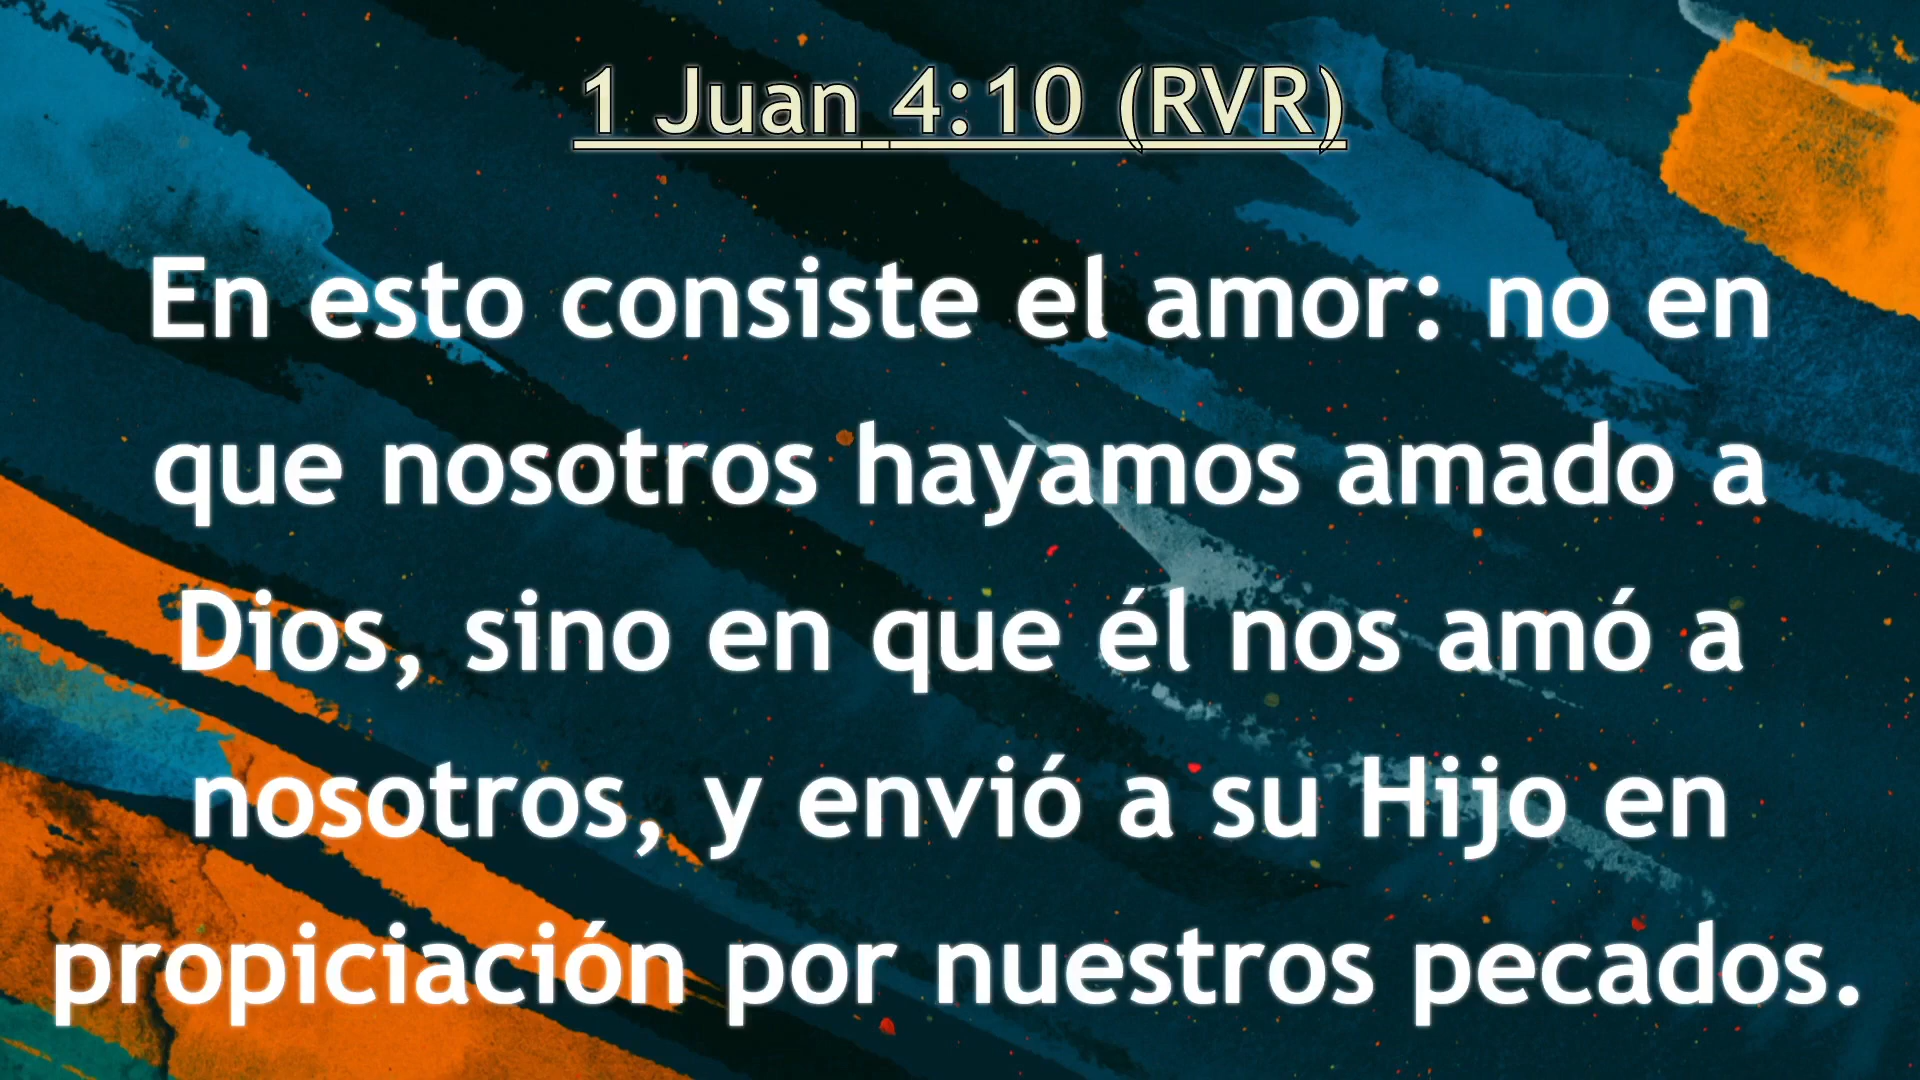 1 Juan 4:10 (RVR)
En esto consiste el amor: no en
que nosotros hayamos amado a
Dios, sino en que él nos amó a
nosotros, y envió a su Hijo en
propiciación por nuestros pecados.